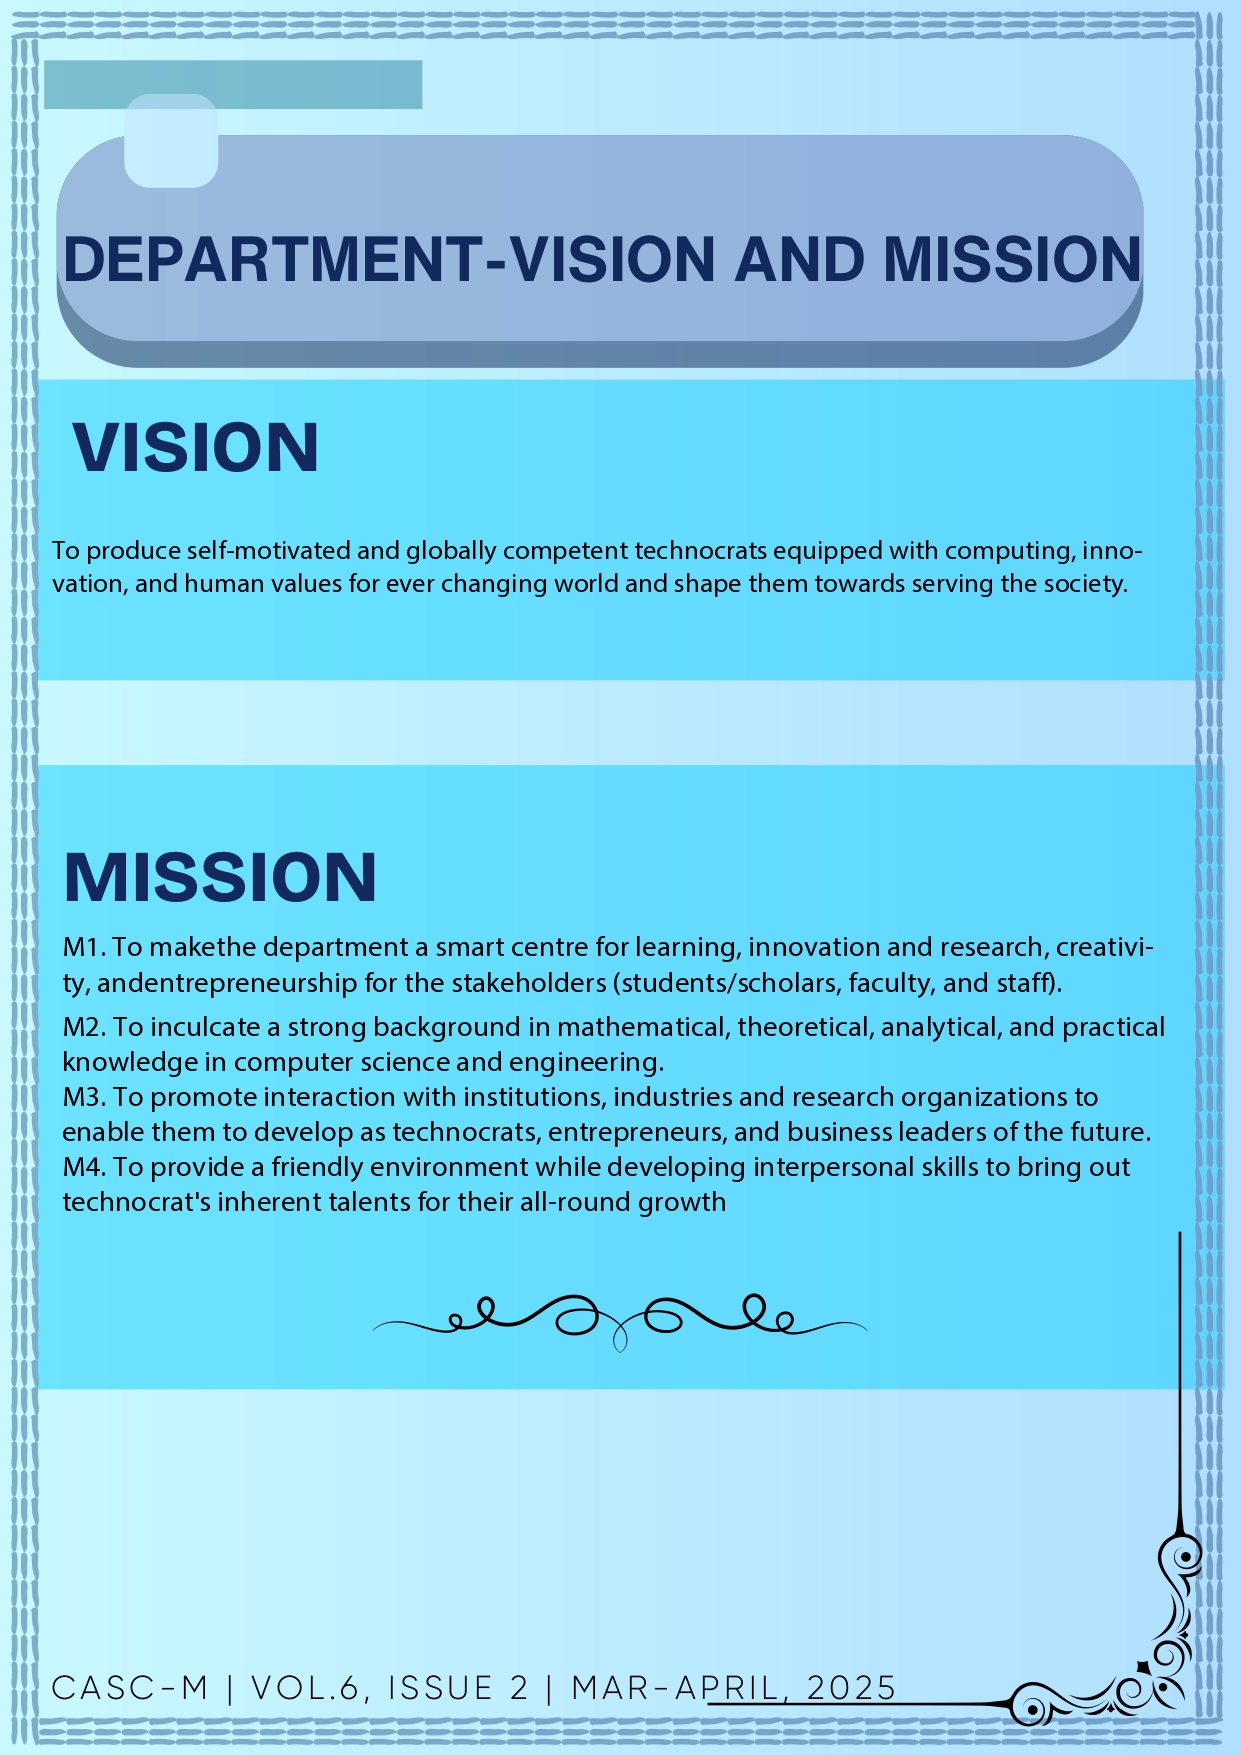 DEPARTMENT-VISION AND MISSION
VISION
To produce self-motivated and globally competent technocrats equipped with computing, inno-
vation, and human values for ever changing world and shape them towards serving the society.
MISSION
M1. To makethe department a smart centre for learning, innovation and research, creativi-
ty, andentrepreneurship for the stakeholders (students/scholars, faculty, and staff).
M2. To inculcate a strong background in mathematical, theoretical, analytical, and practical
knowledge in computer science and engineering.
M3. To promote interaction with institutions, industries and research organizations to
enable them to develop as technocrats, entrepreneurs, and business leaders of the future.
M4. To provide a friendly environment while developing interpersonal skills to bring out
technocrat's inherent talents for their all-round growth
CASC-M | VOL.6, ISSUE 2 | MAR-APRIL, 2025